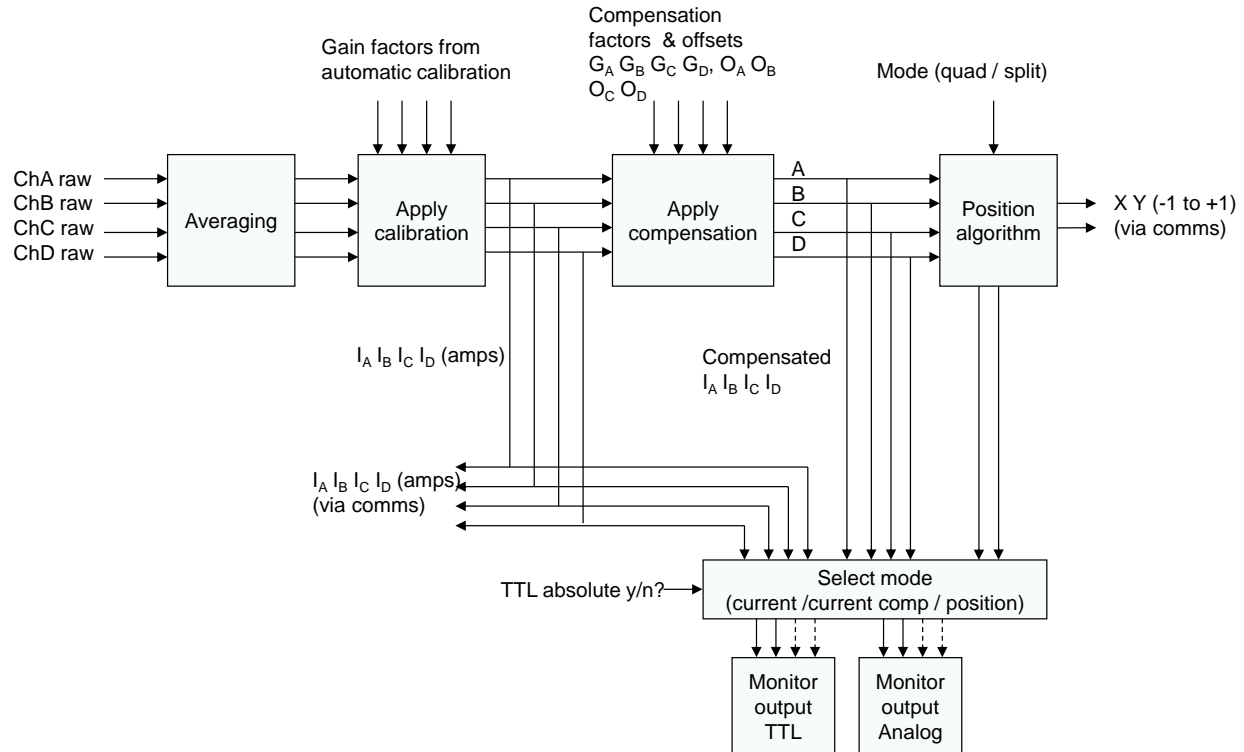 Compensation
factors & offsets
G_A G_B G_C G_D, O_A O_B
O_C O_D
Gain factors from
automatic calibration
Mode (quad / split)
ChA raw
ChB raw
ChC raw
ChD raw
Averaging
Apply
calibration
Apply
compensation
A
B
C
D
Position
algorithm
X Y (-1 to +1)
(via comms)
I_A I_B I_C I_D (amps)
Compensated
I_A I_B I_C I_D
I_A I_B I_C I_D (amps)
(via comms)
TTL absolute y/n?
Select mode
(current /current comp / position)
Monitor
output
TTL
Monitor
output
Analog